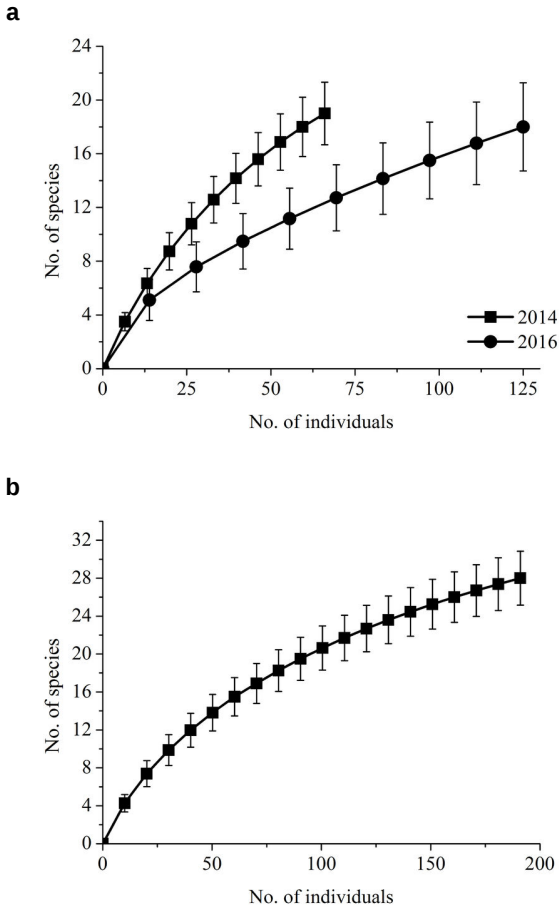 a
24
20
16
12
8
4
0
No. of species
2014
2016
0 25 50 75 100 125
No. of individuals
b
32
28
24
20
16
12
8
4
0
No. of species
0 50 100 150 200
No. of individuals